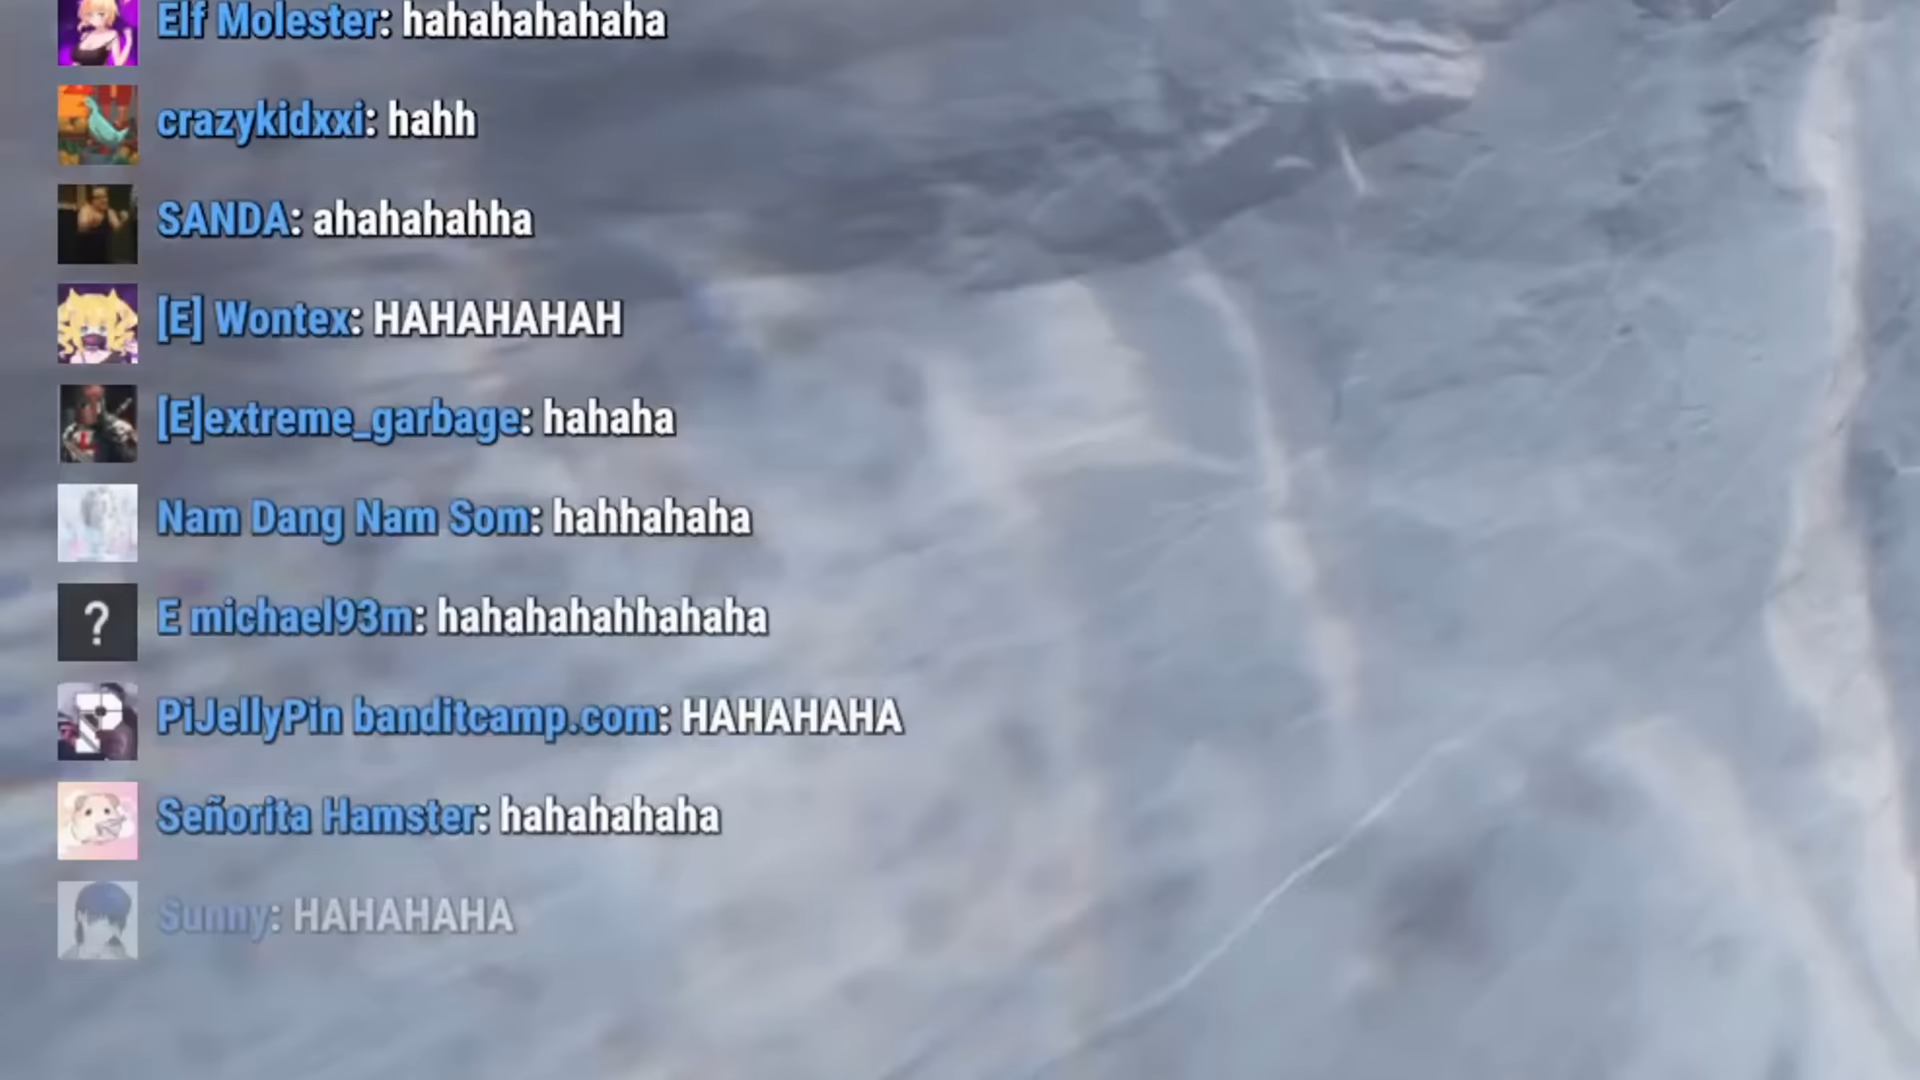 Elf Molester: hahahahahaha
crazykidxxi: hahh
SANDA: ahahahahha
[E] Wontex: HAHAHAHAH
[E]extreme_garbage: hahaha
Nam Dang Nam Som: hahhahaha
?
E michael93m: hahahahahhahaha
PiJellyPin banditcamp.com: HAHAHAHA
Señorita Hamster: hahahahaha
Sunny: HAHAHAHA